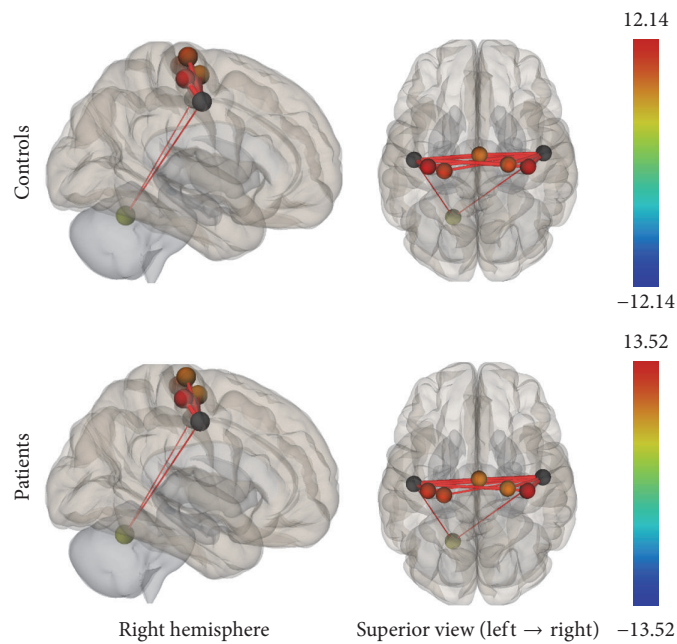 12.14
Controls
−12.14
13.52
Patients
Right hemisphere
Superior view (left → right)
−13.52